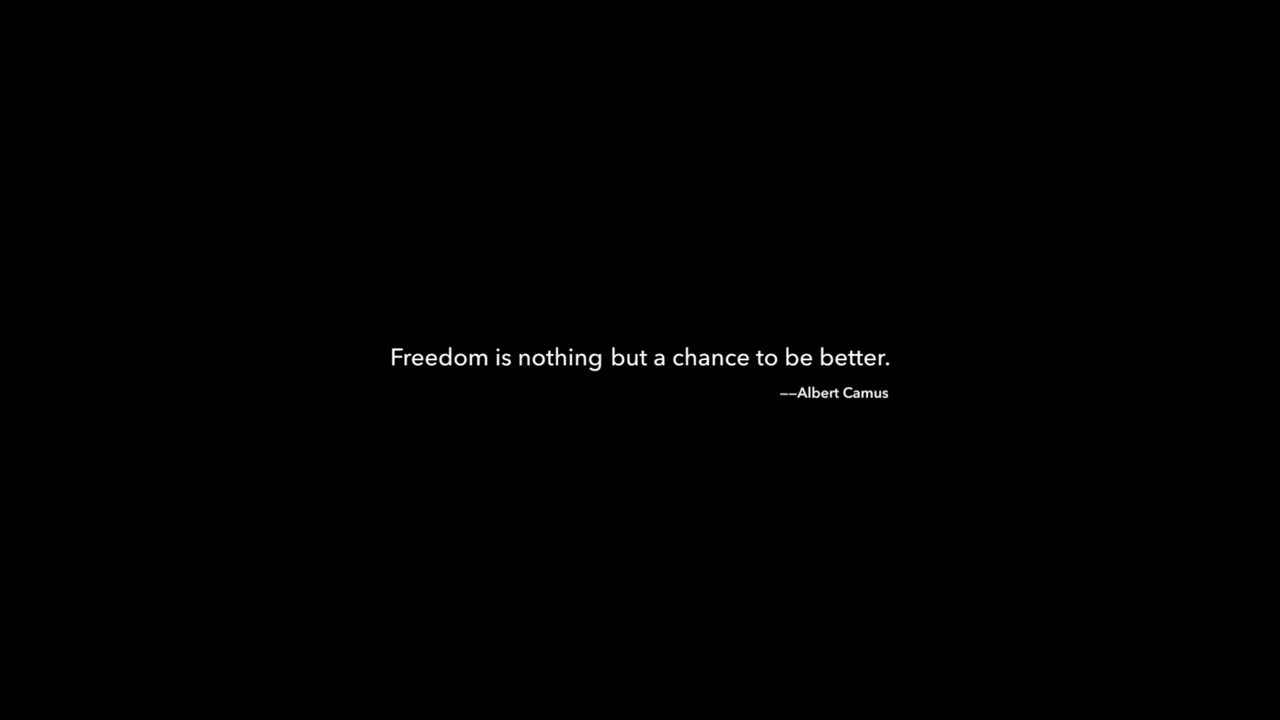 Freedom is nothing but a chance to be better.
——Albert Camus